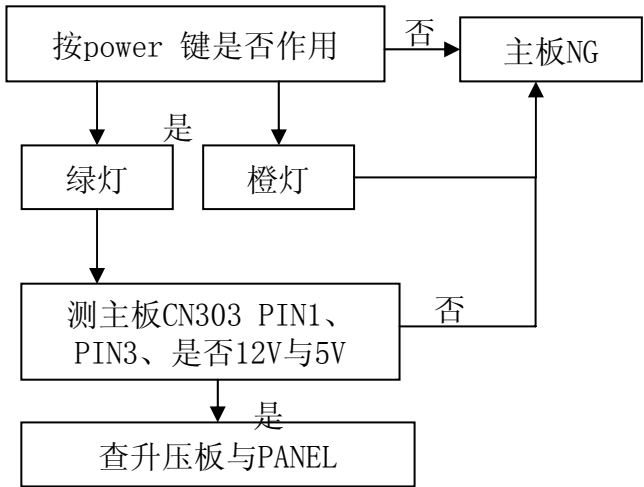 按power 键是否作用
否
主板NG
是
绿灯
橙灯
测主板CN303 PIN1、
PIN3、是否12V与5V
否
是
查升压板与PANEL